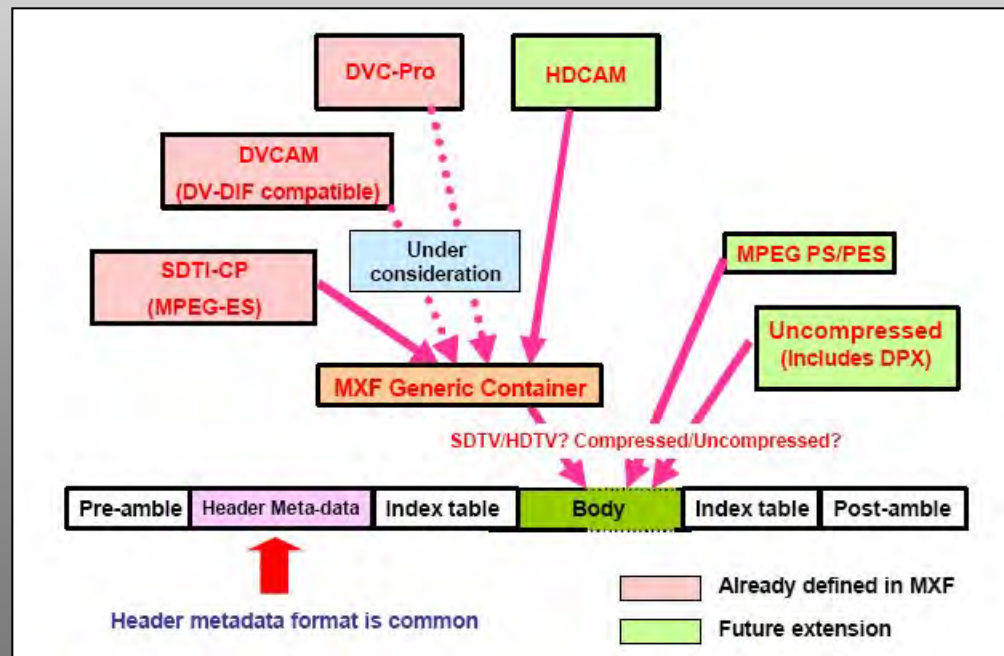 DVC-Pro
HDCAM
DVCAM
(DV-DIF compatible)
Under
consideration
SDTI-CP
(MPEG-ES)
MPEG PS/PES
Uncompressed
(Includes DPX)
MXF Generic Container
SDTV/HDTV? Compressed/Uncompressed?
Pre-amble
Header Meta-data
Index table
Body
Index table
Post-amble
Header metadata format is common
Already defined in MXF
Future extension